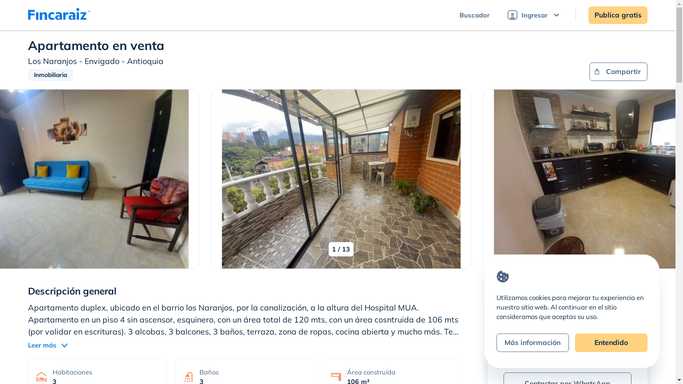 Fincaraiz
Buscador
Ingresar
Publica gratis
Apartamento en venta
Los Naranjos - Envigado - Antioquia
Inmobiliaria
Compartir
1 / 13
Descripción general
Apartamento duplex, ubicado en el barrio los Naranjos, por la canalización, a la altura del Hospital MUA.
Apartamento en un piso 4 sin ascensor, esquinero, con un área total de 120 mts, con un área cosntruida de 106 mts
(por validar en escrituras). 3 alcobas, 3 balcones, 3 baños, terraza, zona de ropas, cocina abierta y mucho más. Te...
Leer más
Habitaciones
3
Baños
3
Área construida
106 m²
Utilizamos cookies para mejorar tu experiencia en
nuestro sitio web. Al continuar en el sitio
consideramos que aceptas su uso.
Más información
Entendido
Contactar por WhatsApp